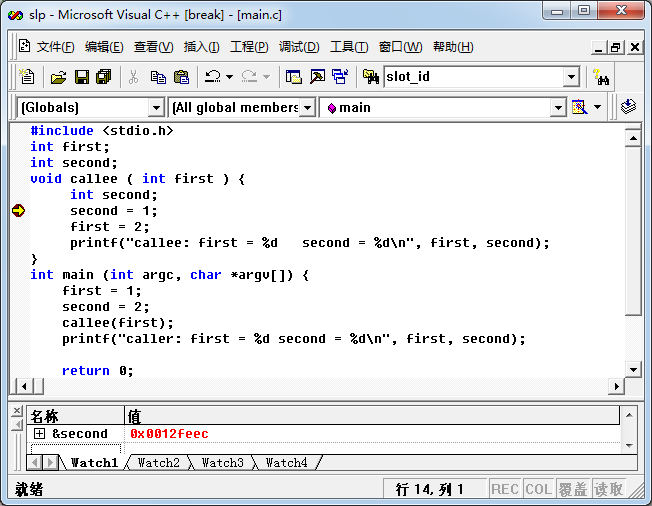 slp - Microsoft Visual C++ [break] - [main.c]
文件(F) 编辑(E) 查看(V) 插入(I) 工程(P) 调试(D) 工具(T) 窗口(W) 帮助(H)
slot_id
(Globals) (All global members main
#include <stdio.h>
int first;
int second;
void callee ( int first ) {
int second;
second = 1;
first = 2;
printf("callee: first = %d   second = %d\n", first, second);
}
int main (int argc, char *argv[]) {
first = 1;
second = 2;
callee(first);
printf("caller: first = %d second = %d\n", first, second);
return 0;
名称 值
&second 0x0012feec
Watch1 Watch2 Watch3 Watch4
就绪 行 14, 列 1 REC COL 覆盖 读取